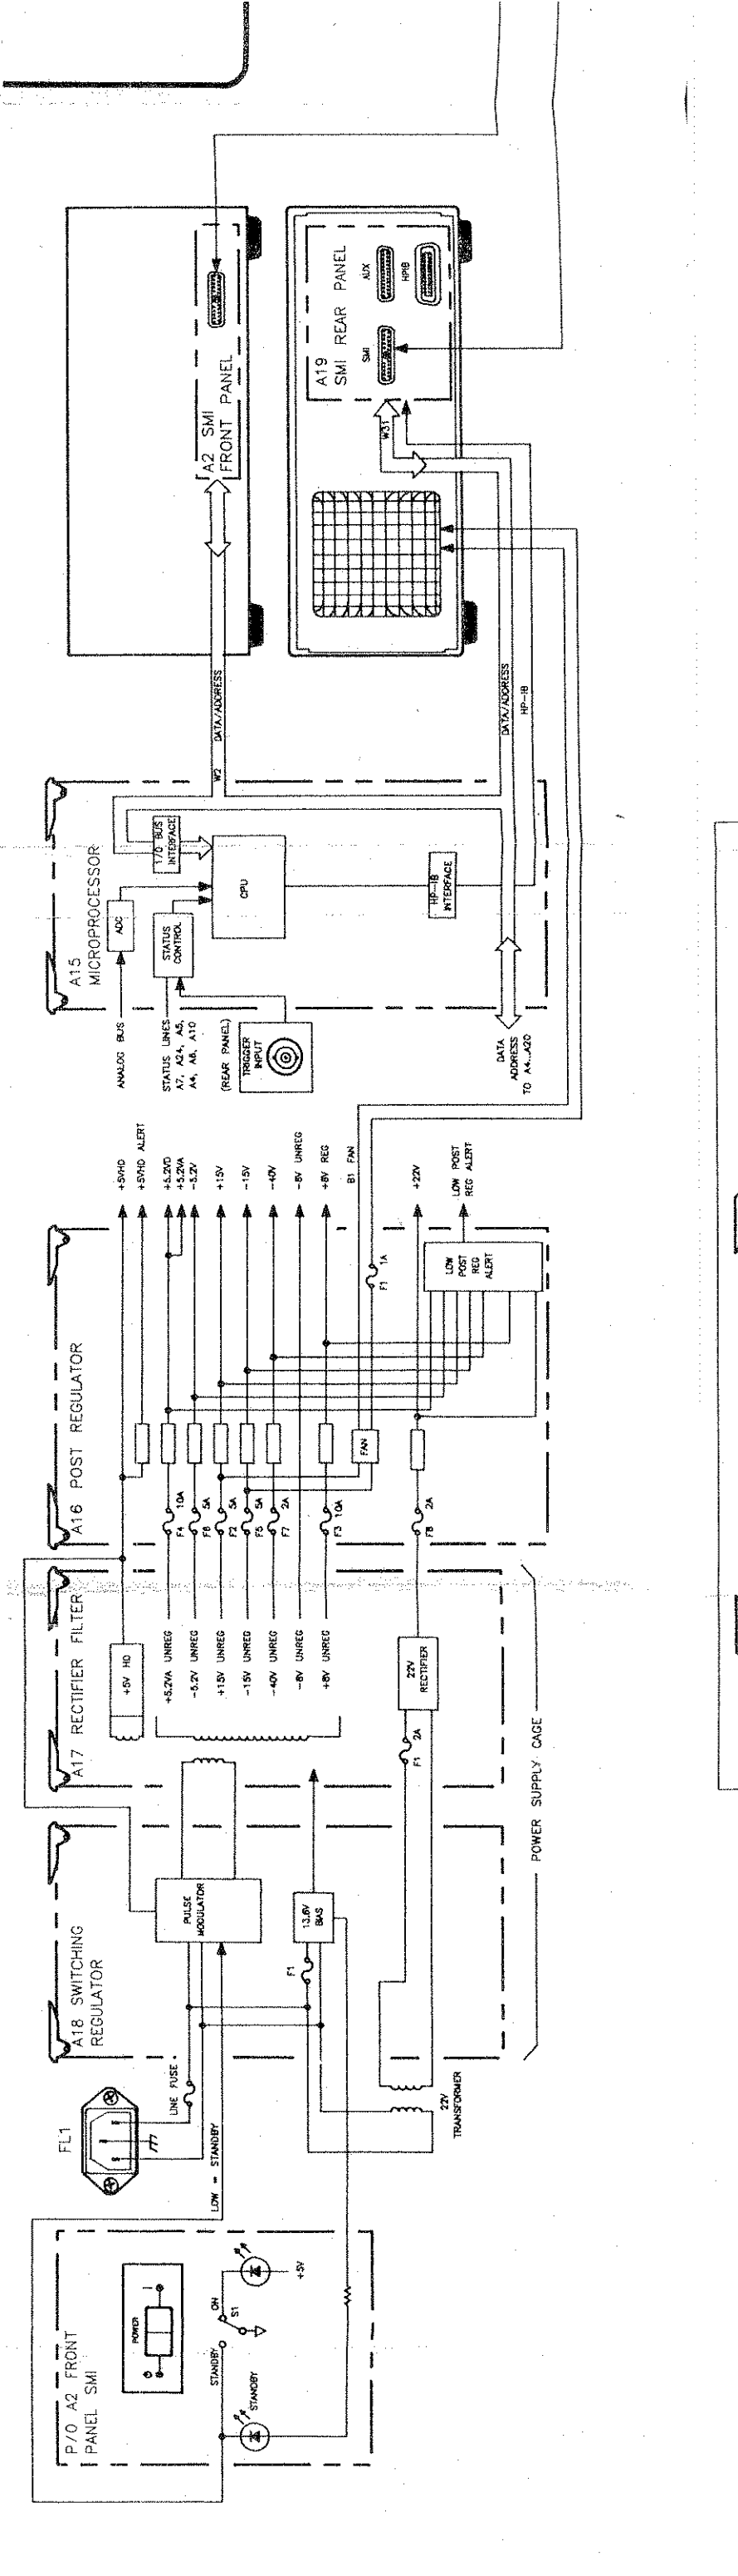 A2 SMI
FRONT PANEL
A19
SMI REAR PANEL
SMI
AUX
HPIB
W31
W2
DATA/ADDRESS
DATA/ADDRESS
HP-IB
A15
MICROPROCESSOR
ADC
I/O BUS
INTERFACE
STATUS
CONTROL
CPU
HP-IB
INTERFACE
ANALOG BUS
STATUS LINES
A7, A24, A5,
A4, A6, A10
(REAR PANEL)
TRIGGER
INPUT
DATA
ADDRESS
TO A4...A20
+5VHD
+5VHD ALERT
+5.2VD
+5.2VA
-5.2V
+15V
-15V
-40V
-8V UNREG
+8V REG
B1 FAN
+22V
LOW POST
REG ALERT
A16 POST REGULATOR
F1 1A
LOW
POST
REG
ALERT
FAN
F4 10A
F6 5A
F2 5A
F5 5A
F7 2A
F3 10A
F8 2A
A17 RECTIFIER FILTER
+5V HD
+5.2VA UNREG
-5.2V UNREG
+15V UNREG
-15V UNREG
-40V UNREG
-8V UNREG
+8V UNREG
22V
RECTIFIER
F1 2A
POWER SUPPLY CAGE
A18 SWITCHING
REGULATOR
PULSE
MODULATOR
13.6V
BIAS
F1
FL1
LINE FUSE
LOW = STANDBY
22V
TRANSFORMER
P/O A2 FRONT
PANEL SMI
POWER
STANDBY
ON
S1
+5V
STANDBY